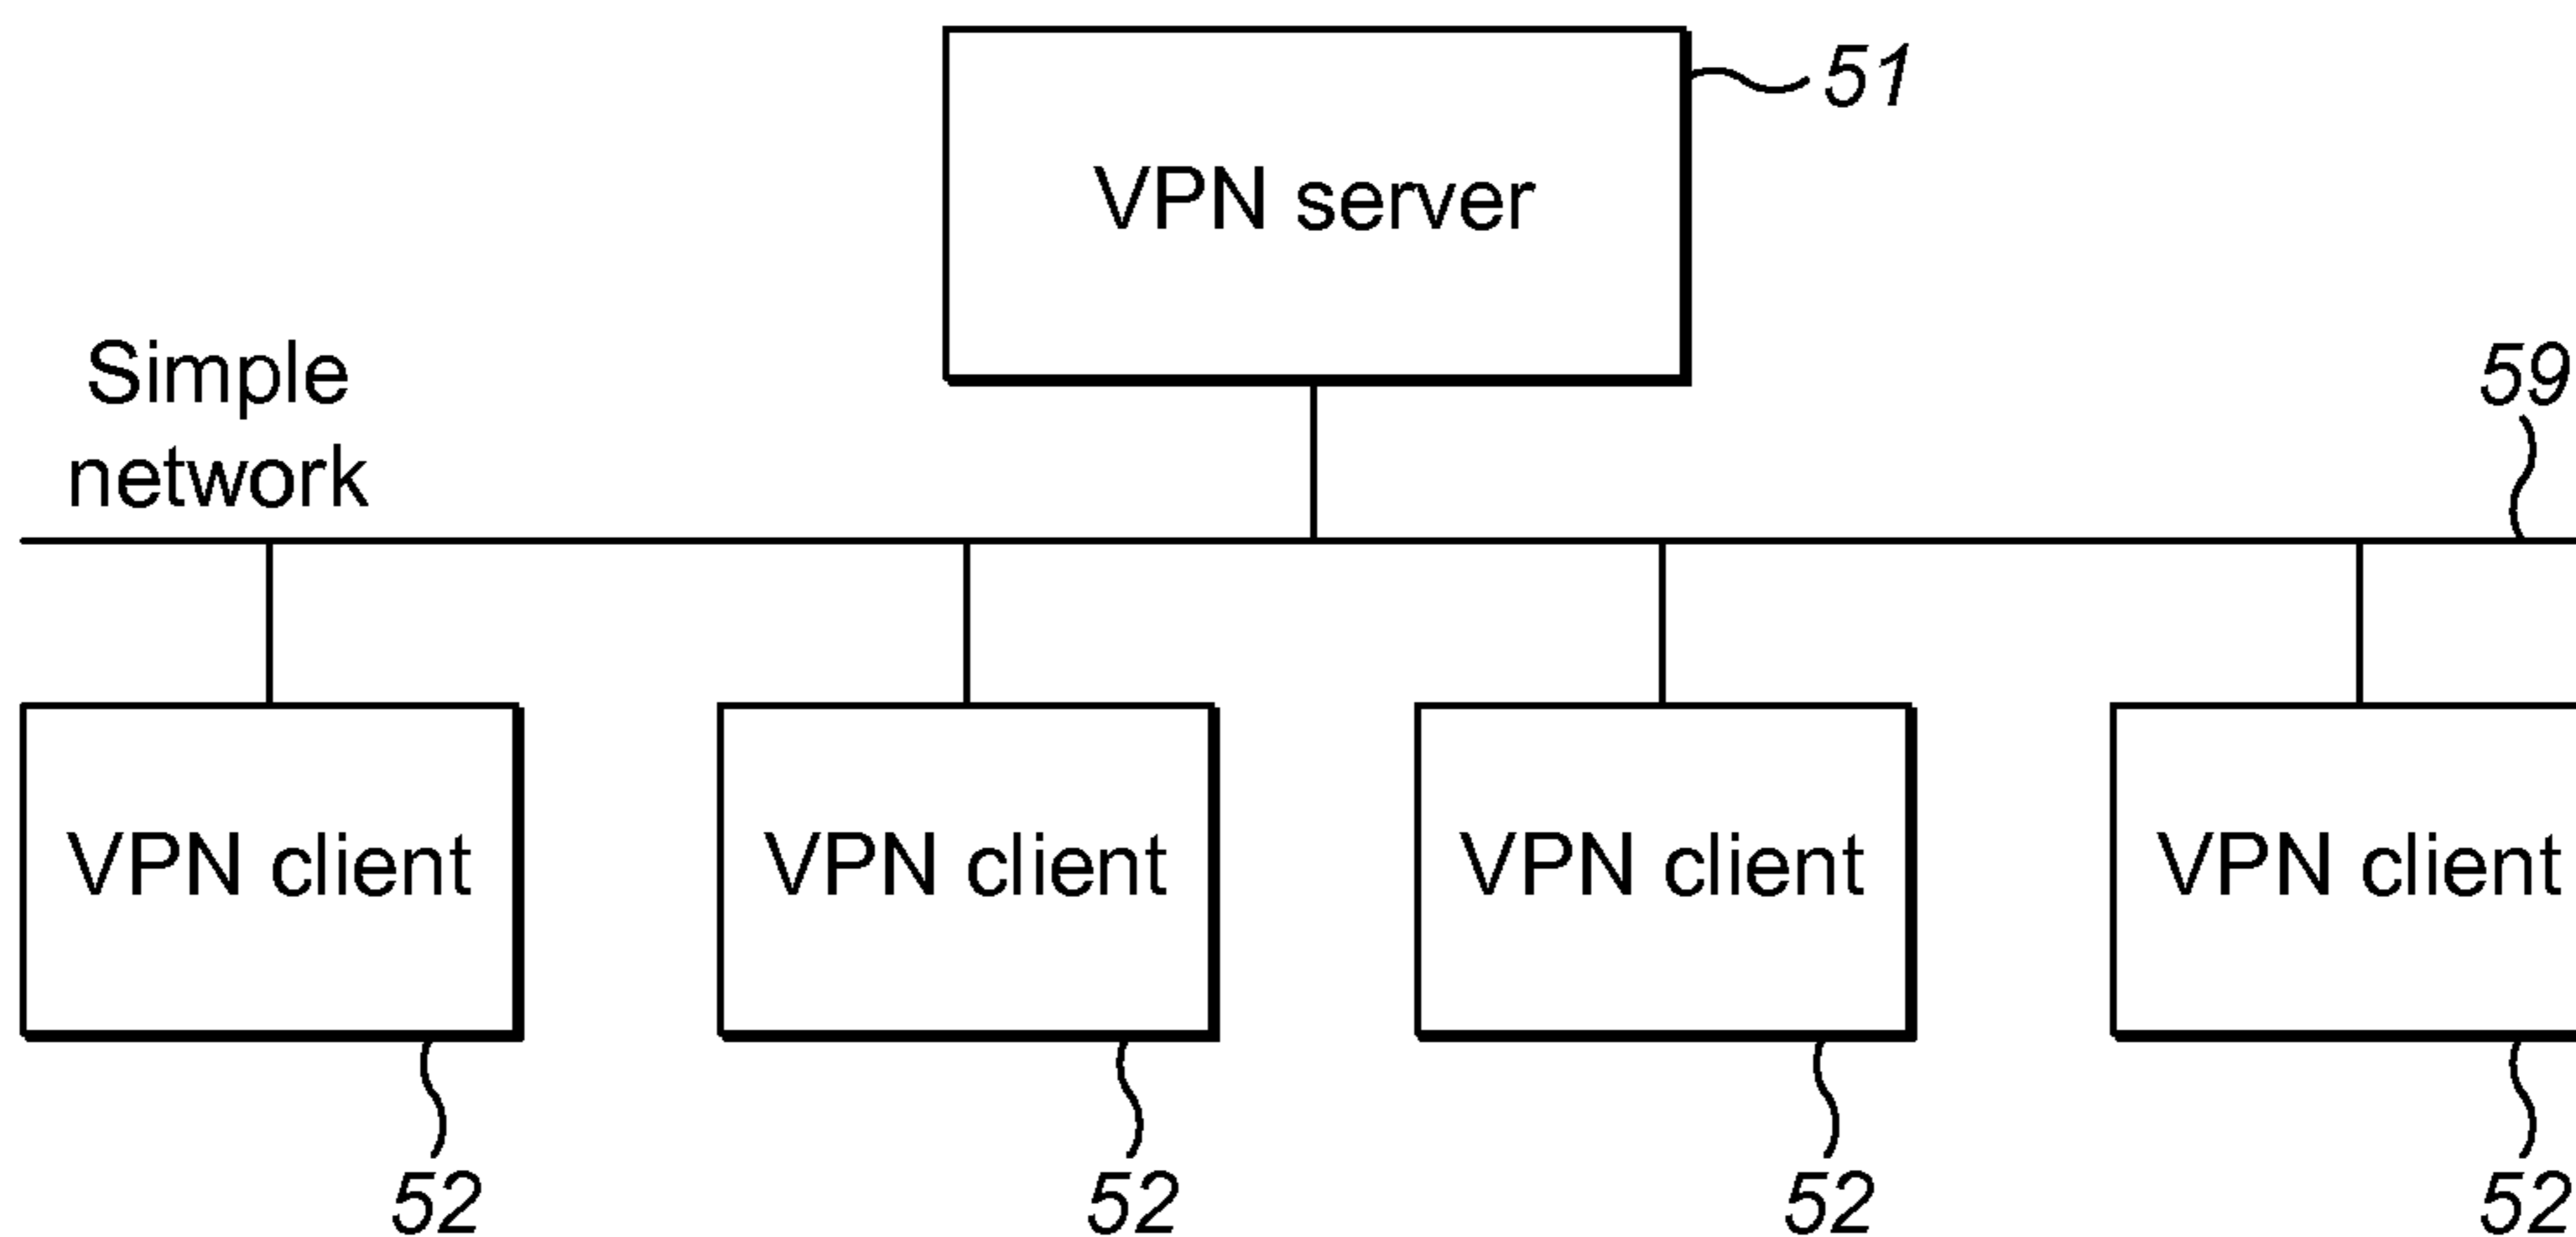 VPN server
51
Simple
network
59
VPN client
VPN client
VPN client
VPN client
52
52
52
52